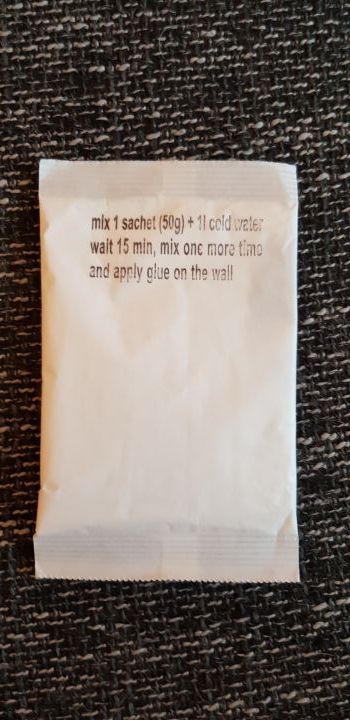 mix 1 sachet (50g) + 1l cold water
wait 15 min, mix one more time
and apply glue on the wall